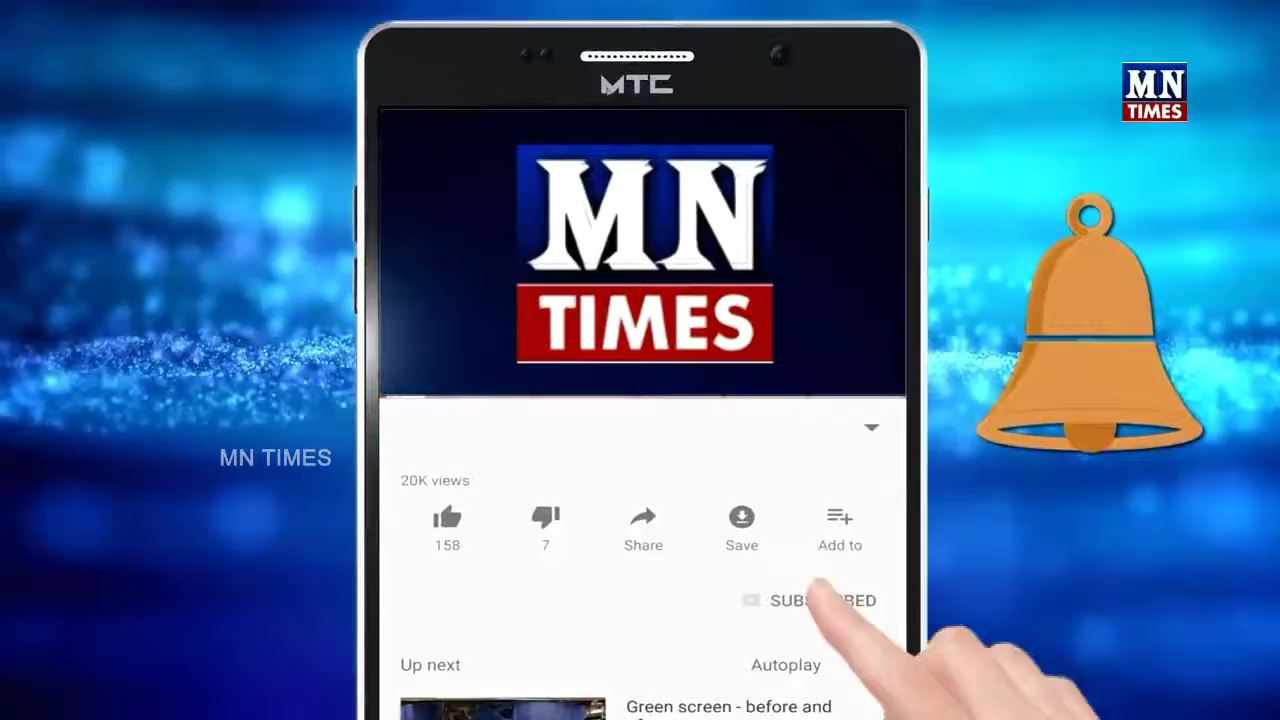 MTC
MN
TIMES
MN
TIMES
MN TIMES
20K views
158
7
Share
Save
Add to
Up next
Autoplay
Green screen - before and